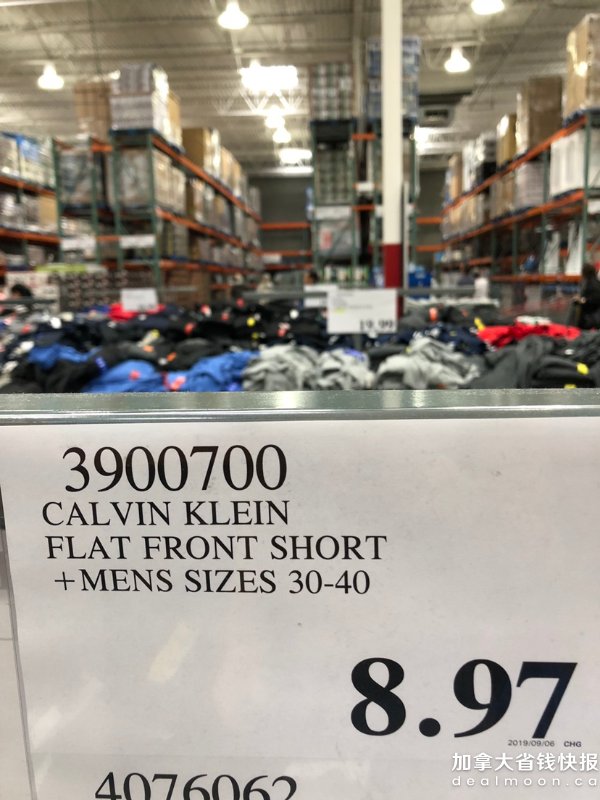 19.99
3900700
CALVIN KLEIN
FLAT FRONT SHORT
+MENS SIZES 30-40
8.97
2019/09/06 CHG
加拿大省钱快报
dealmoon.ca
4076062